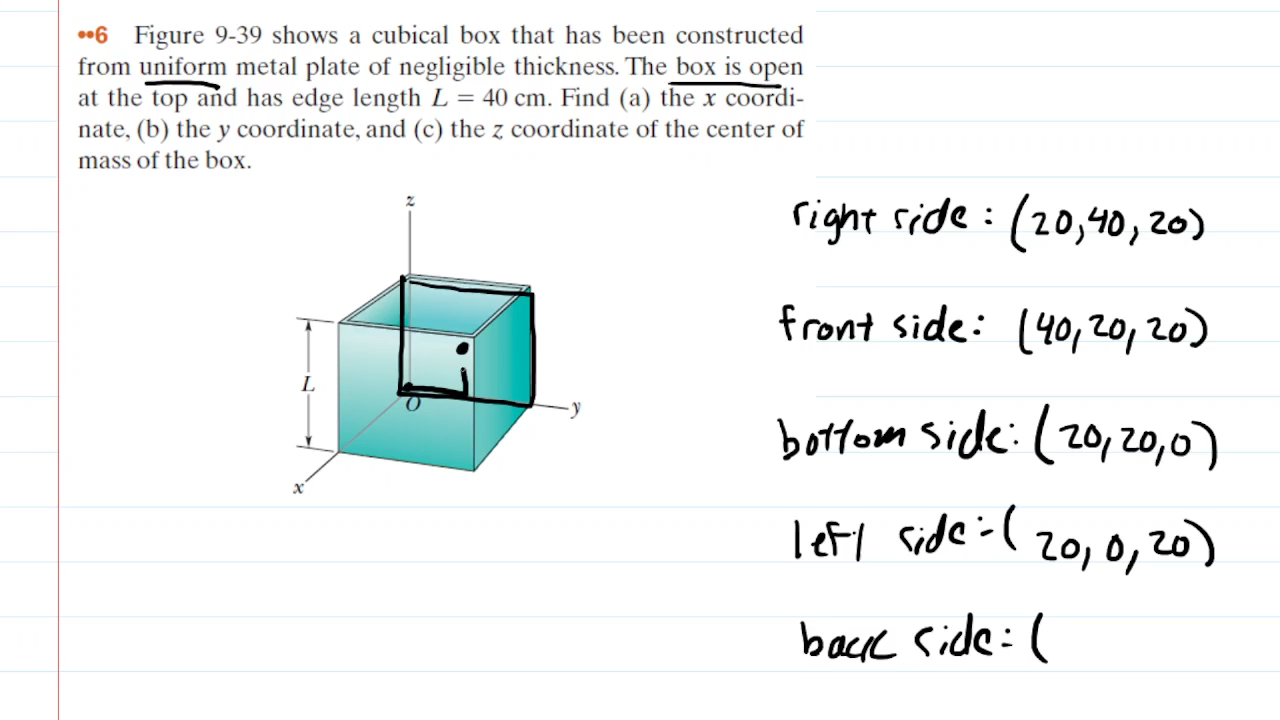 ••6 Figure 9-39 shows a cubical box that has been constructed
from uniform metal plate of negligible thickness. The box is open
at the top and has edge length L = 40 cm. Find (a) the x coordi-
nate, (b) the y coordinate, and (c) the z coordinate of the center of
mass of the box.
z
right side : (20,40,20)
front side: (40,20,20)
L
O
y
bottom side: (20,20,0)
x
left side:(20,0,20)
back side:(